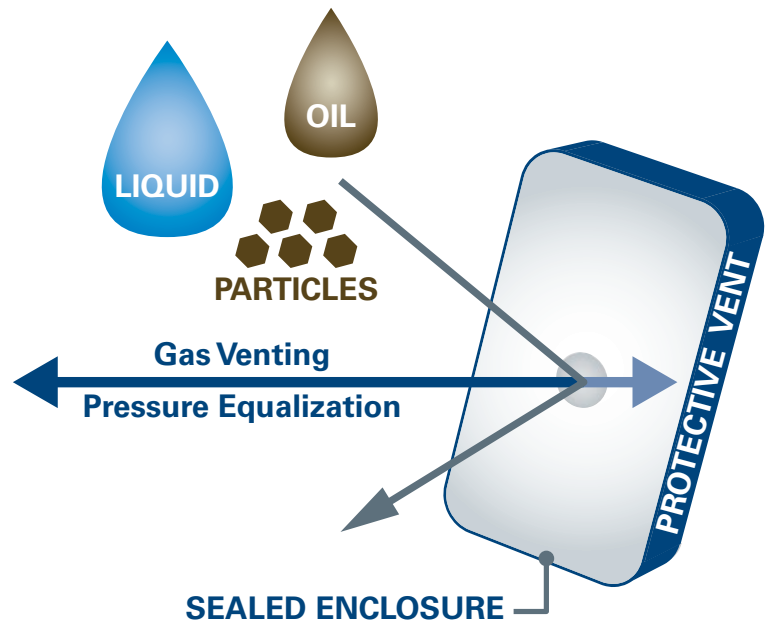 OIL
LIQUID
PARTICLES
Gas Venting
Pressure Equalization
PROTECTIVE VENT
SEALED ENCLOSURE